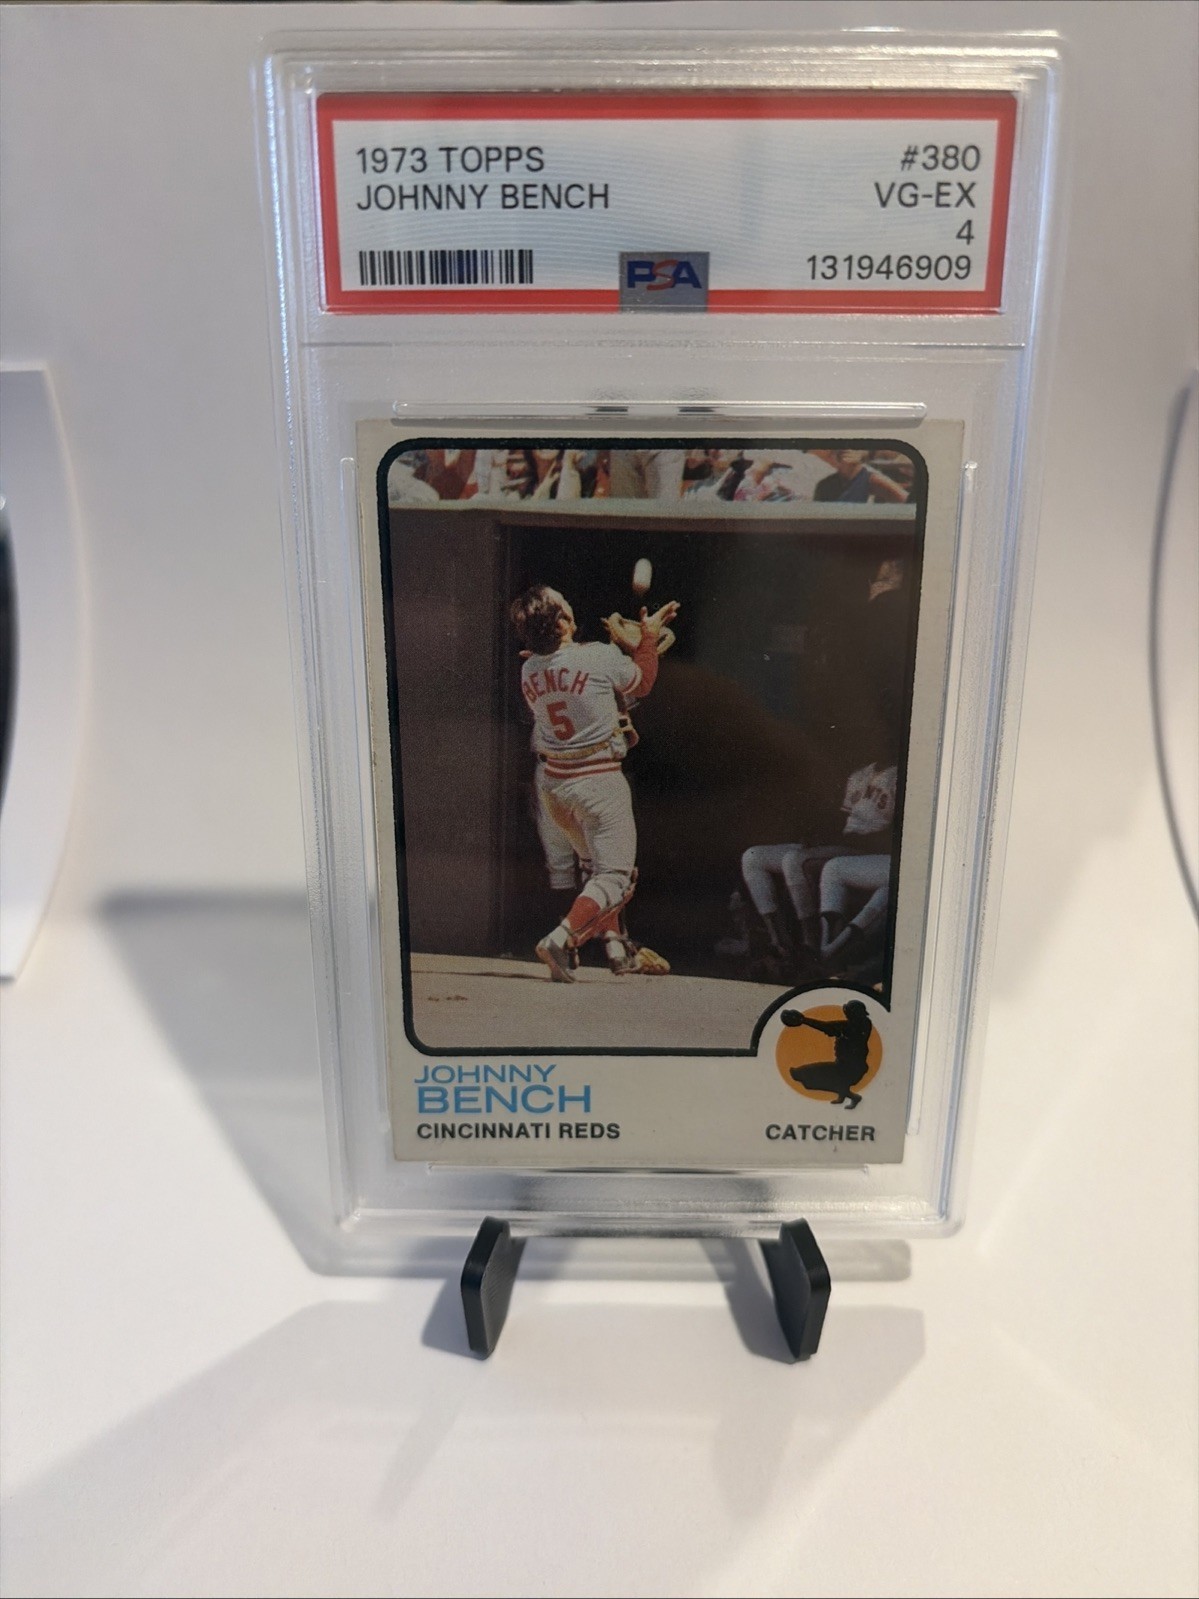 1973 TOPPS #380
JOHNNY BENCH VG-EX
4
PSA 131946909
BENCH
5
JOHNNY
BENCH
CINCINNATI REDS CATCHER